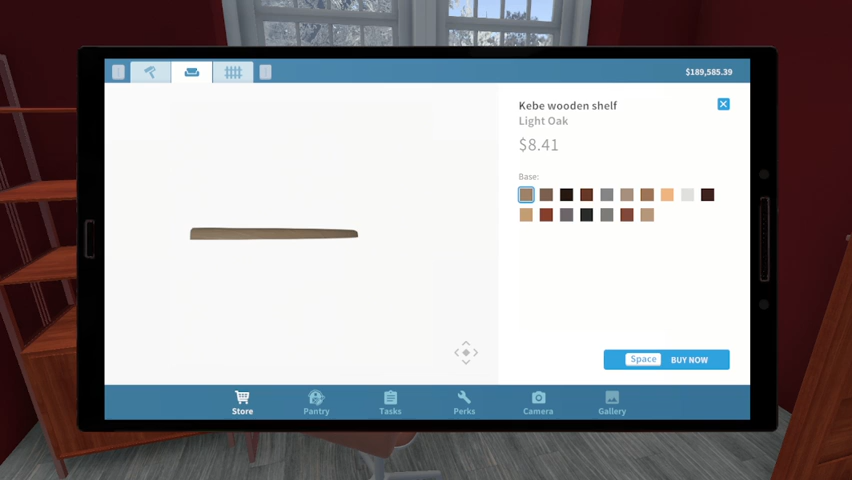 $189,585.39
Kebe wooden shelf
Light Oak
$8.41
Base:
Space BUY NOW
Store Pantry Tasks Perks Camera Gallery